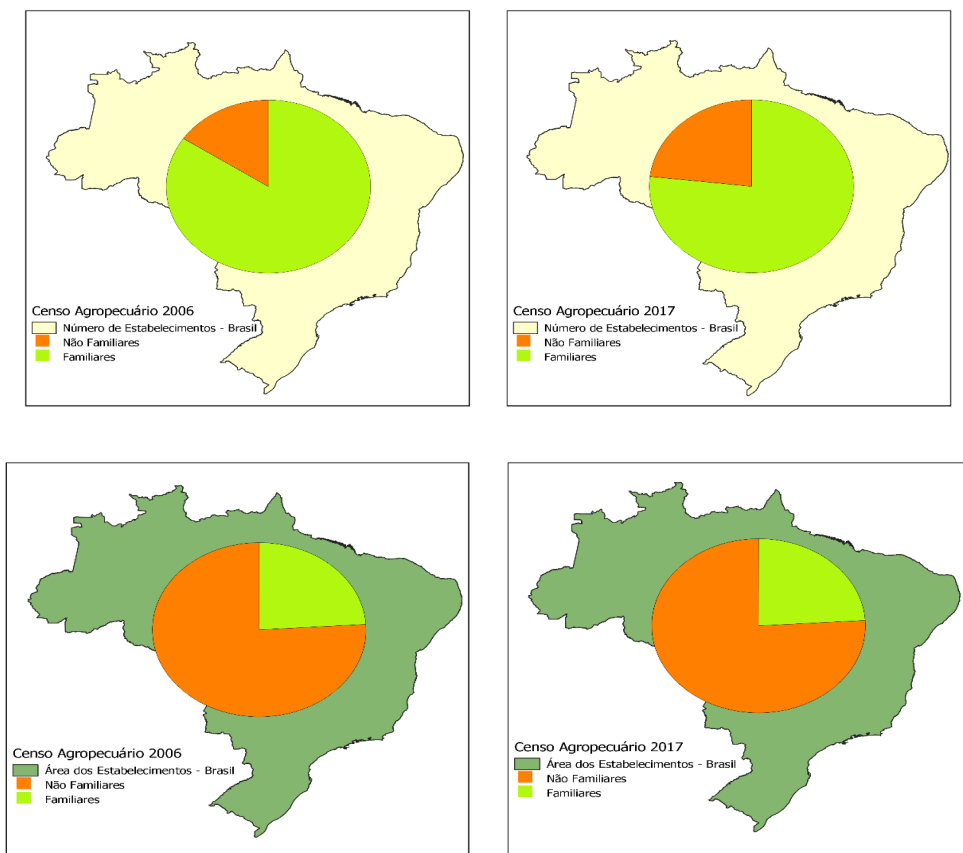 Censo Agropecuário 2006
Número de Estabelecimentos - Brasil
Não Familiares
Familiares
Censo Agropecuário 2017
Número de Estabelecimentos - Brasil
Não Familiares
Familiares
Censo Agropecuário 2006
Área dos Estabelecimentos - Brasil
Não Familiares
Familiares
Censo Agropecuário 2017
Área dos Estabelecimentos - Brasil
Não Familiares
Familiares